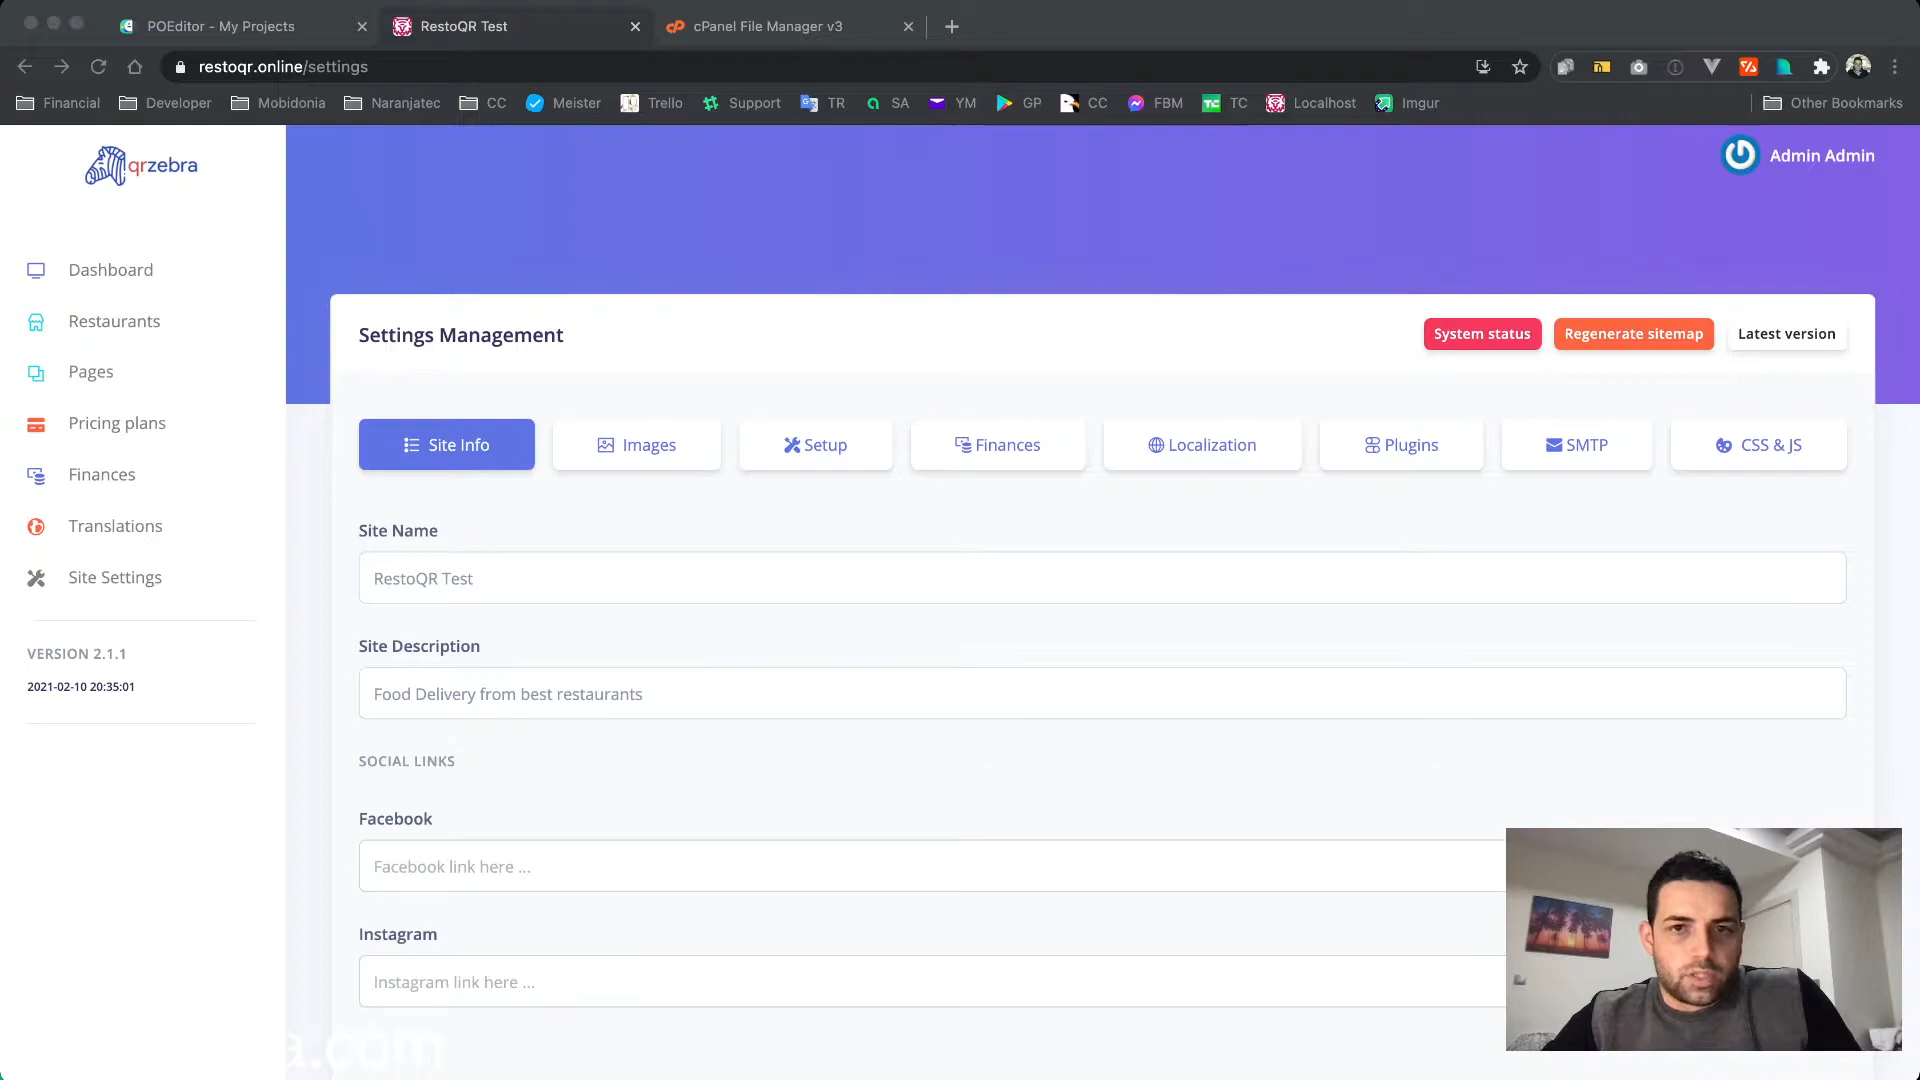 POEditor - My Projects
RestoQR Test
cPanel File Manager v3
restoqr.online/settings
Financial
Developer
Mobidonia
Naranjatec
CC
Meister
Trello
Support
TR
SA
YM
GP
CC
FBM
TC
Localhost
Imgur
Other Bookmarks
qrzebra
Admin Admin
Dashboard
Restaurants
Pages
Pricing plans
Finances
Translations
Site Settings
VERSION 2.1.1
2021-02-10 20:35:01
Settings Management
System status
Regenerate sitemap
Latest version
Site Info
Images
Setup
Finances
Localization
Plugins
SMTP
CSS & JS
Site Name
RestoQR Test
Site Description
Food Delivery from best restaurants
SOCIAL LINKS
Facebook
Facebook link here ...
Instagram
Instagram link here ...
a.com